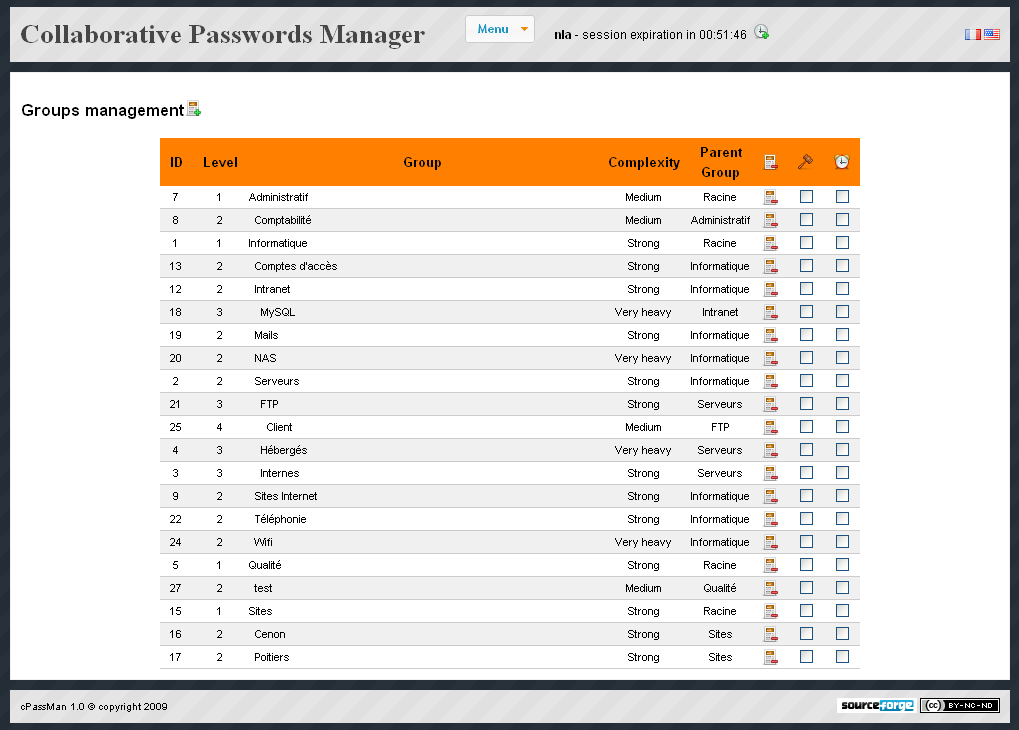 Collaborative Passwords Manager
Menu
nla - session expiration in 00:51:46
Groups management
ID Level Group Complexity Parent Group
7 1 Administratif Medium Racine
8 2 Comptabilité Medium Administratif
1 1 Informatique Strong Racine
13 2 Comptes d'accès Strong Informatique
12 2 Intranet Strong Informatique
18 3 MySQL Very heavy Intranet
19 2 Mails Strong Informatique
20 2 NAS Very heavy Informatique
2 2 Serveurs Strong Informatique
21 3 FTP Strong Serveurs
25 4 Client Medium FTP
4 3 Hébergés Very heavy Serveurs
3 3 Internes Strong Serveurs
9 2 Sites Internet Strong Informatique
22 2 Téléphonie Strong Informatique
24 2 Wifi Very heavy Informatique
5 1 Qualité Strong Racine
27 2 test Medium Qualité
15 1 Sites Strong Racine
16 2 Cenon Strong Sites
17 2 Poitiers Strong Sites
cPassMan 1.0 © copyright 2009
sourceforge
cc BY-NC-ND